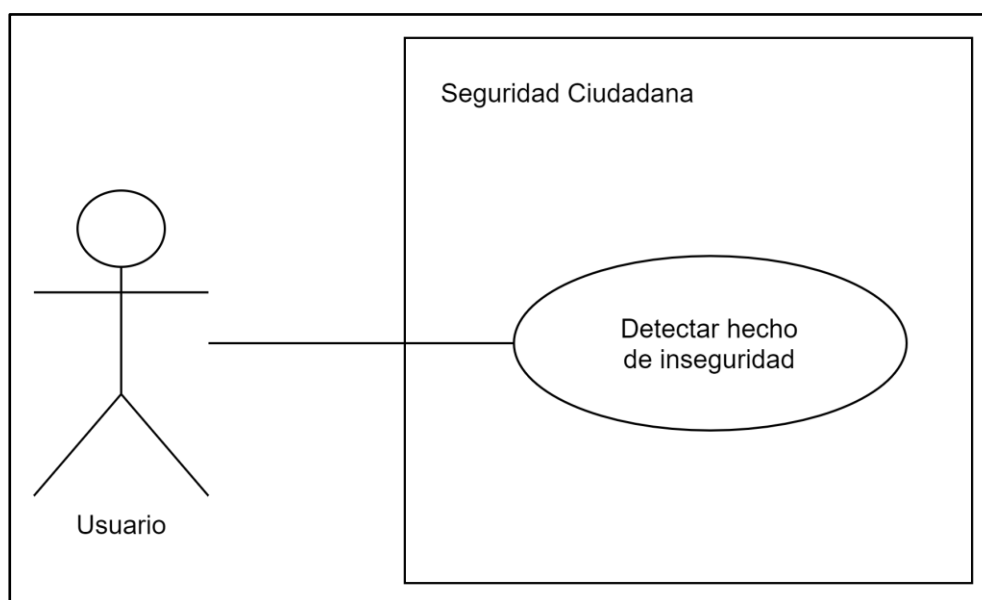 Seguridad Ciudadana
Detectar hecho
de inseguridad
Usuario